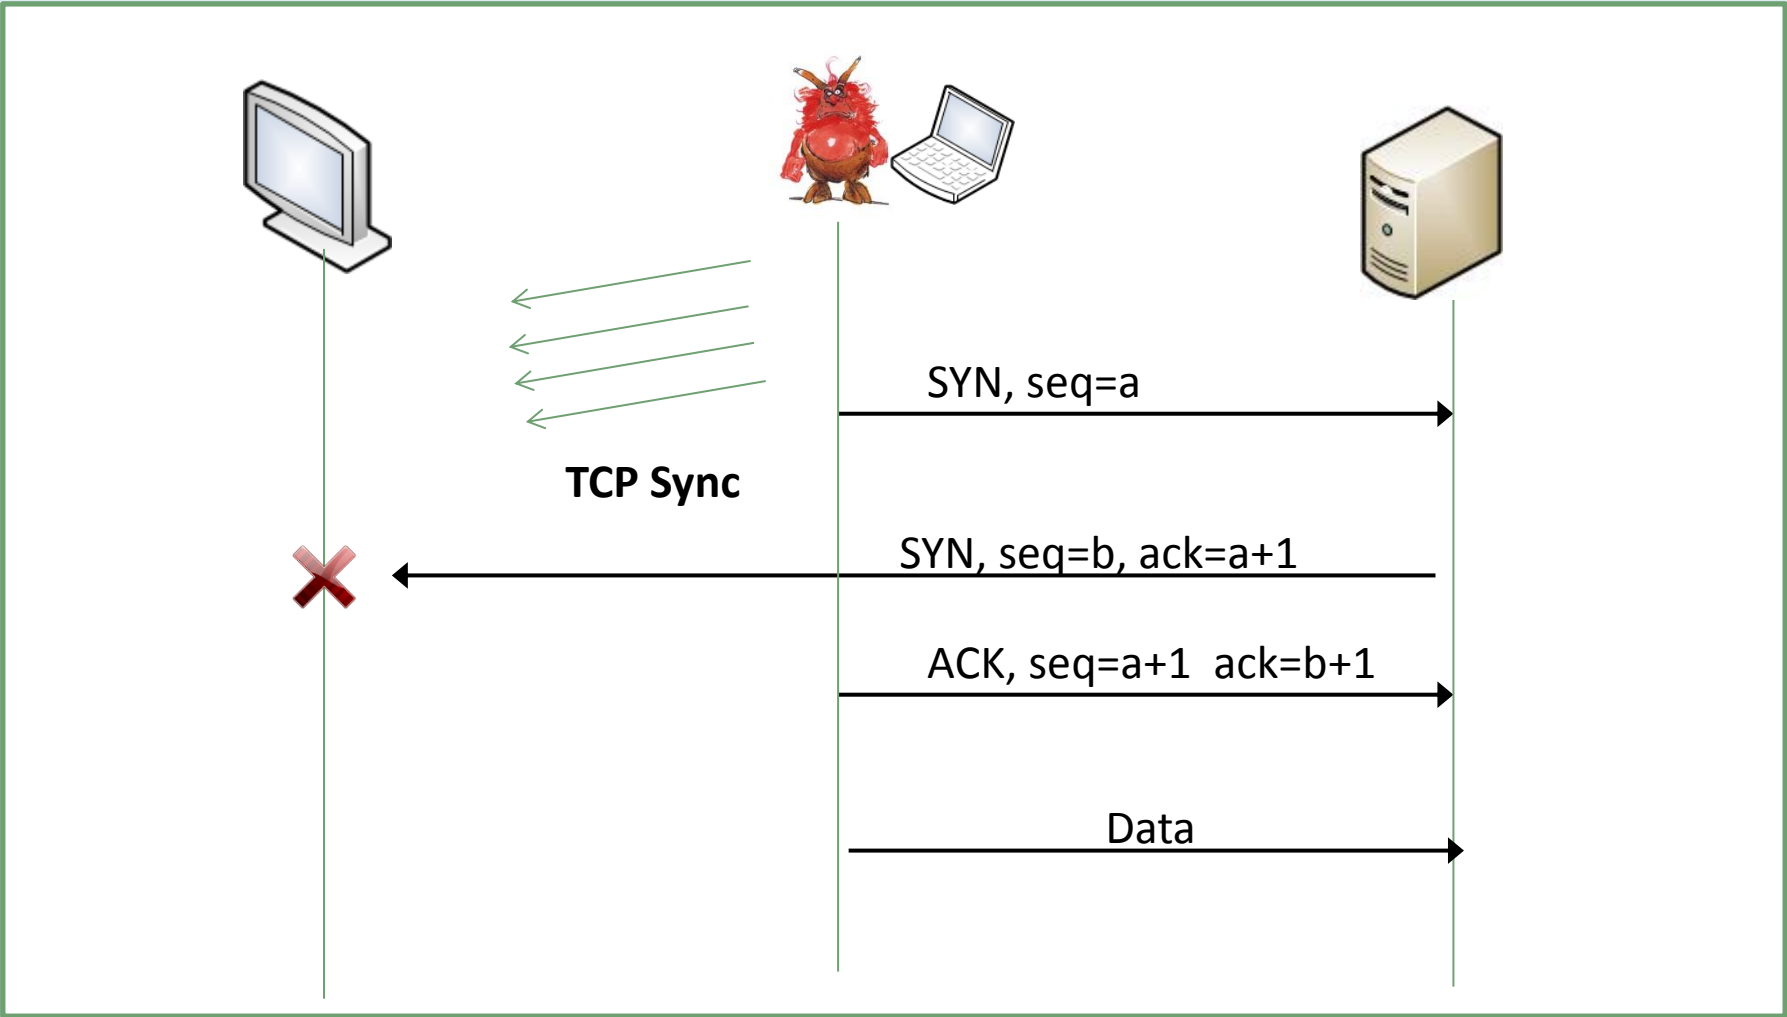 SYN, seq=a
TCP Sync
SYN, seq=b, ack=a+1
ACK, seq=a+1  ack=b+1
Data